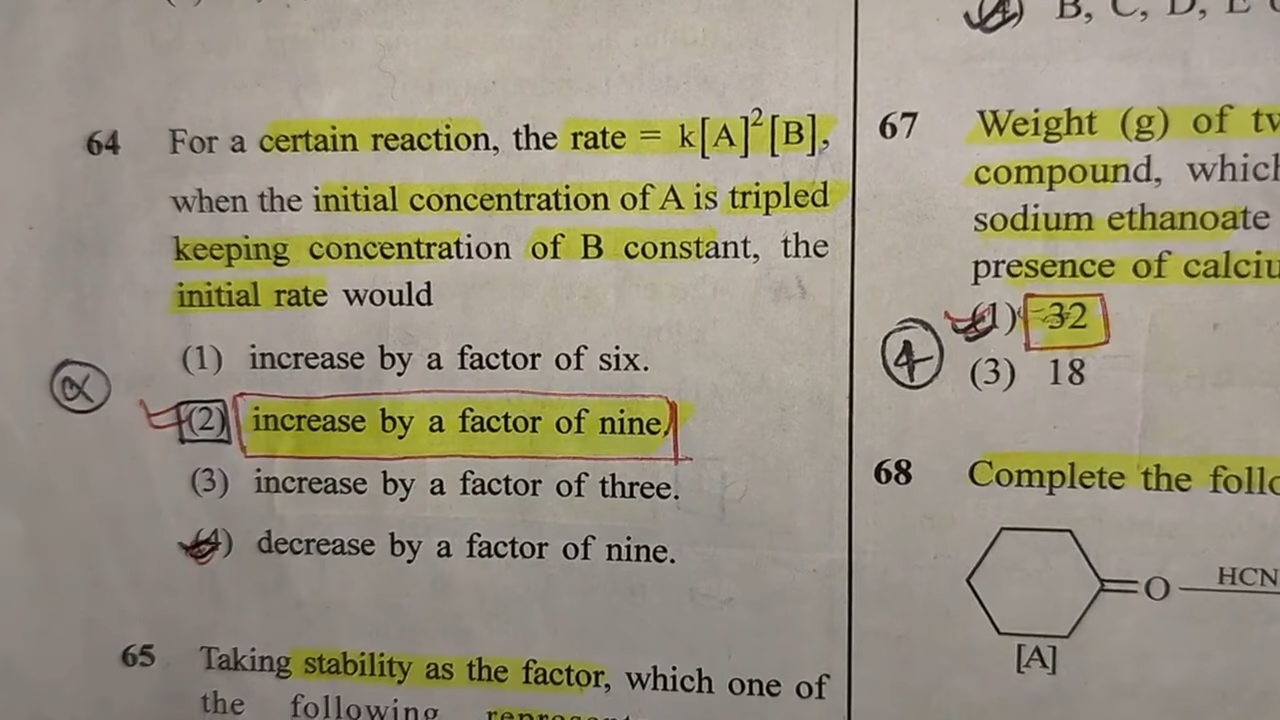 64 For a certain reaction, the rate = k[A]²[B],
when the initial concentration of A is tripled
keeping concentration of B constant, the
initial rate would
(1) increase by a factor of six.
(2) increase by a factor of nine.
(3) increase by a factor of three.
(4) decrease by a factor of nine.
65 Taking stability as the factor, which one of
the following
B, C, D, E
67 Weight (g) of
compound, which
sodium ethanoate
presence of
4
(1) 32
(3) 18
68 Complete the
O HCN
[A]